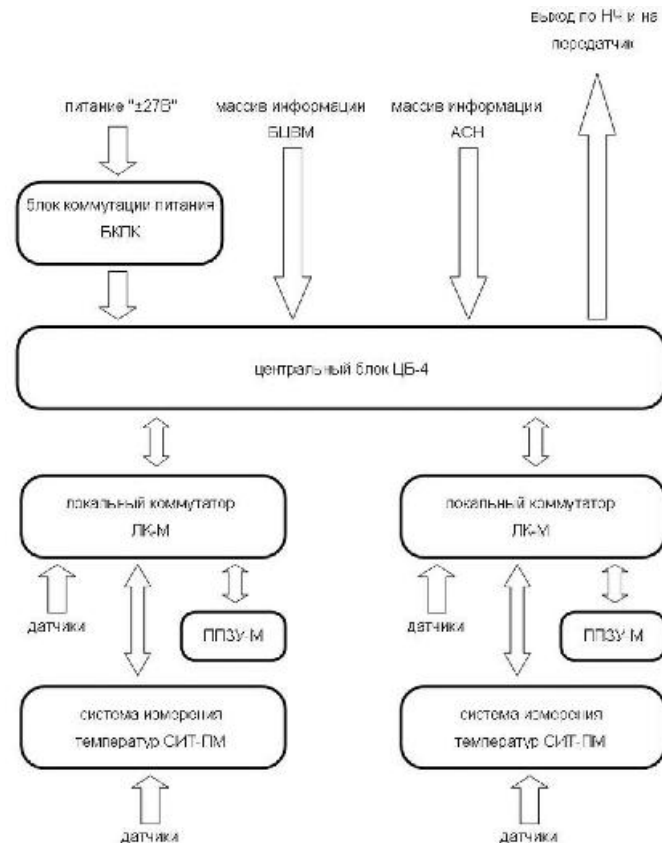 выход по НЧ и на
передатчик
питание "±27В"
массив информации
БЦВМ
массив информации
АСН
блок коммутации питания
БКПК
центральный блок ЦБ-4
локальный коммутатор
ЛК-М
локальный коммутатор
ЛК-М
датчики
ППЗУ-М
датчики
ППЗУ-М
система измерения
температур СИТ-ПМ
система измерения
температур СИТ-ПМ
датчики
датчики